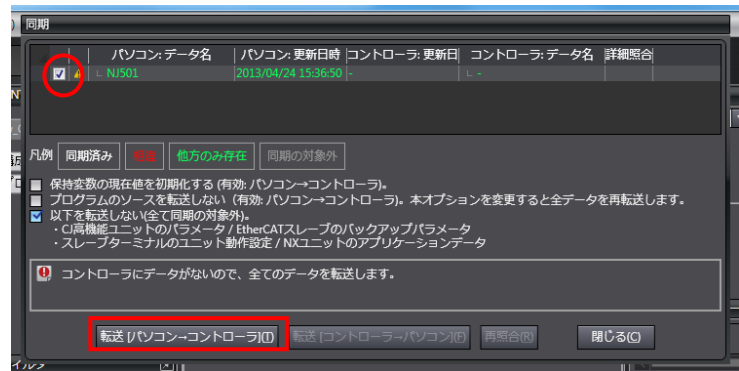 同期
パソコン: データ名 パソコン: 更新日時 コントローラ: 更新日 コントローラ: データ名 詳細照合
NJ501 2013/04/24 15:36:50 - -
凡例 同期済み 相違 他方のみ存在 同期の対象外
保持変数の現在値を初期化する (有効: パソコン→コントローラ)。
プログラムのソースを転送しない (有効: パソコン→コントローラ)。本オプションを変更すると全データを再転送します。
以下を転送しない(全て同期の対象外)。
・CJ高機能ユニットのパラメータ / EtherCATスレーブのバックアップパラメータ
・スレーブターミナルのユニット動作設定 / NXユニットのアプリケーションデータ
コントローラにデータがないので、全てのデータを転送します。
転送 [パソコン→コントローラ](T) 転送 [コントローラ→パソコン](F) 再照合(R) 閉じる(C)